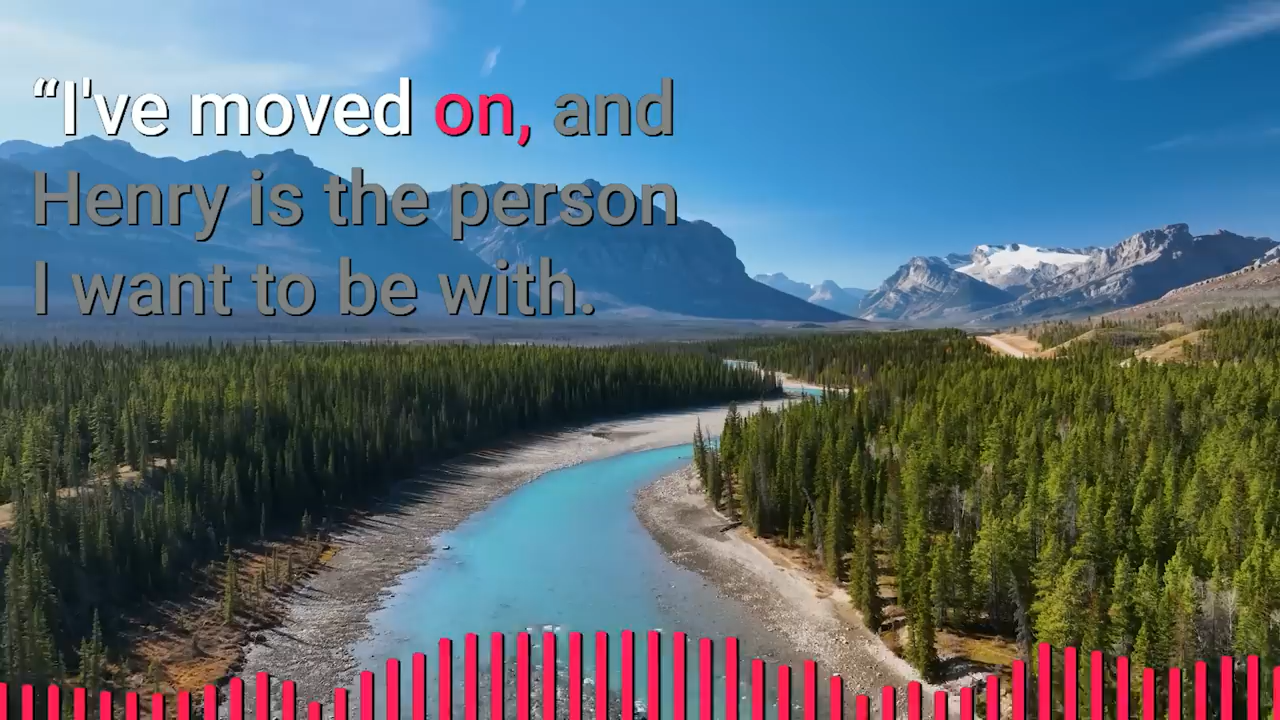 “I've moved on, and
Henry is the person
I want to be with.